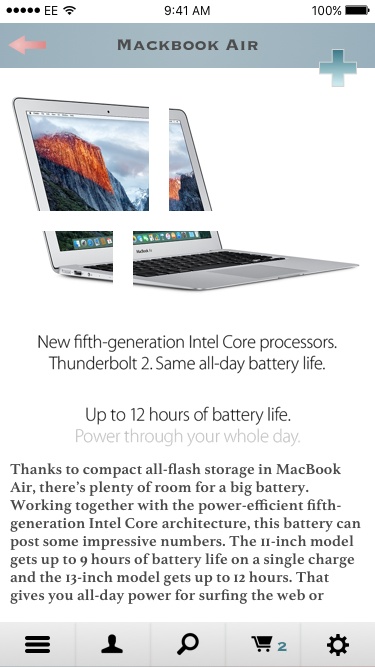 EE 9:41 AM 100%
Mackbook Air
New fifth-generation Intel Core processors.
Thunderbolt 2. Same all-day battery life.
Up to 12 hours of battery life.
Power through your whole day.
Thanks to compact all-flash storage in MacBook
Air, there's plenty of room for a big battery.
Working together with the power-efficient fifth-
generation Intel Core architecture, this battery can
post some impressive numbers. The 11-inch model
gets up to 9 hours of battery life on a single charge
and the 13-inch model gets up to 12 hours. That
gives you all-day power for surfing the web or
2